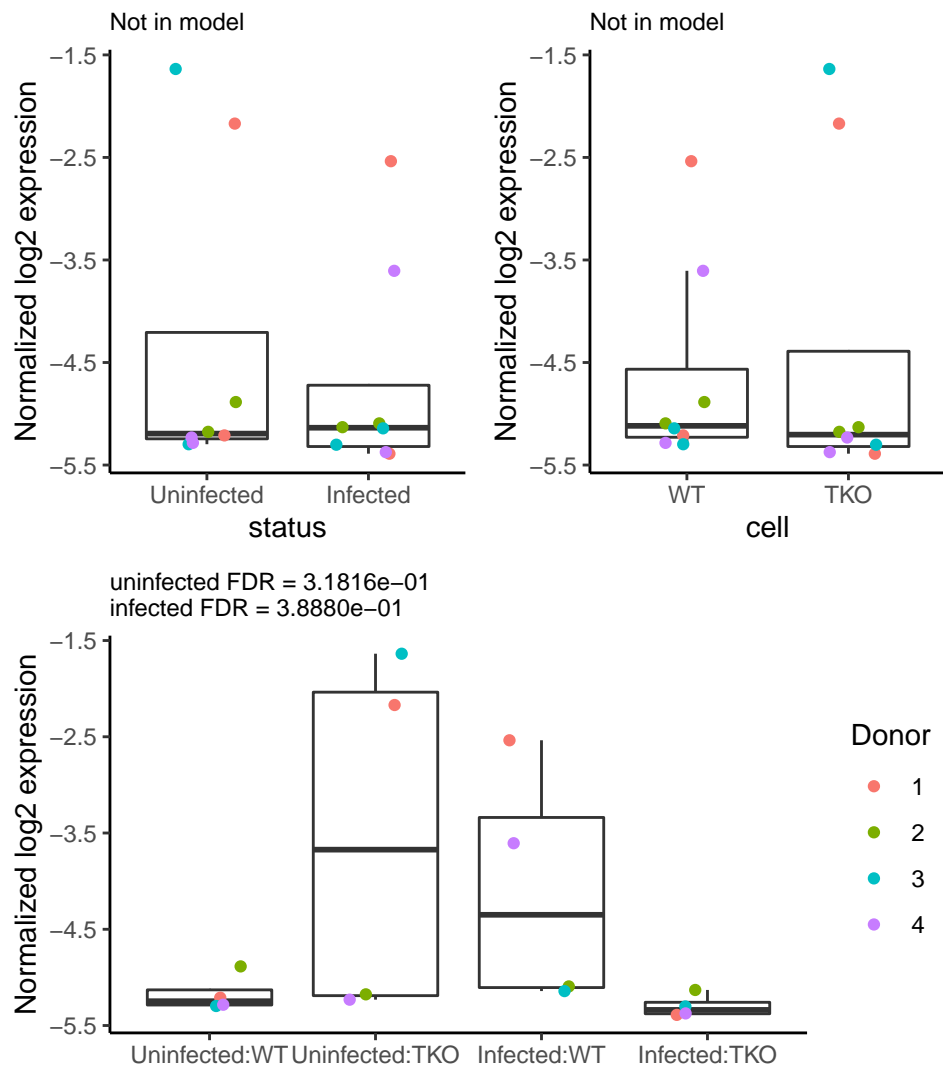 Not in model
−1.5
−2.5
−3.5
−4.5
−5.5
Normalized log2 expression
Uninfected
Infected
status
Not in model
−1.5
−2.5
−3.5
−4.5
−5.5
Normalized log2 expression
WT
TKO
cell
uninfected FDR = 3.1816e−01
infected FDR = 3.8880e−01
−1.5
−2.5
−3.5
−4.5
−5.5
Normalized log2 expression
Uninfected:WT
Uninfected:TKO
Infected:WT
Infected:TKO
Donor
1
2
3
4